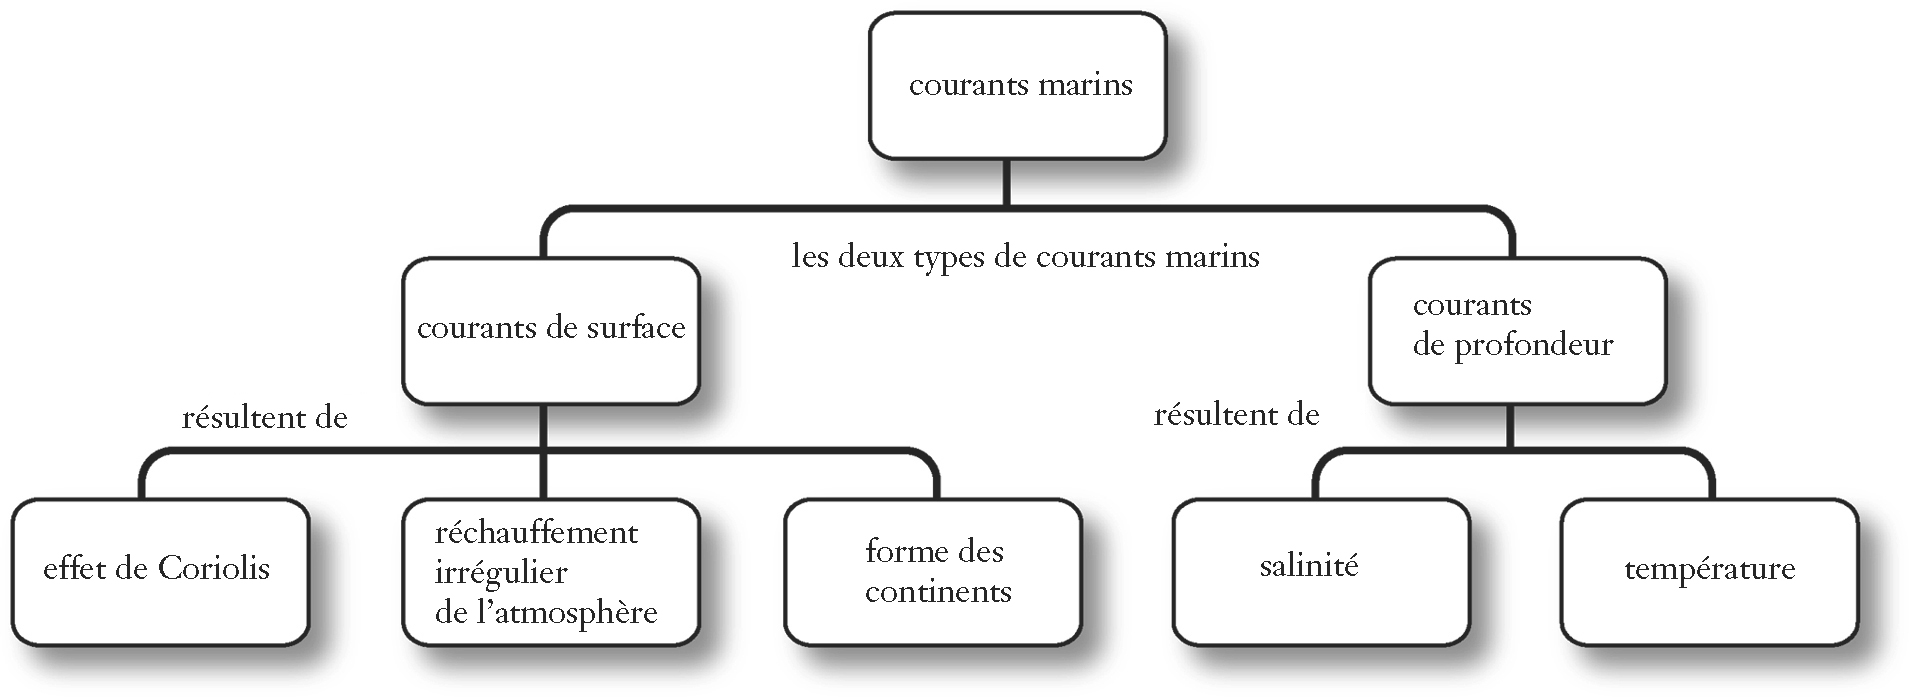 courants marins
les deux types de courants marins
courants de surface
courants
de profondeur
résultent de
résultent de
effet de Coriolis
réchauffement
irrégulier
de l’atmosphère
forme des
continents
salinité
température